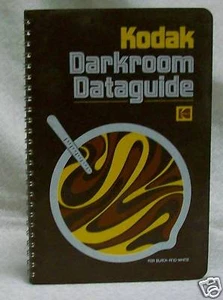 Kodak
Darkroom
Dataguide
FOR BLACK-AND-WHITE